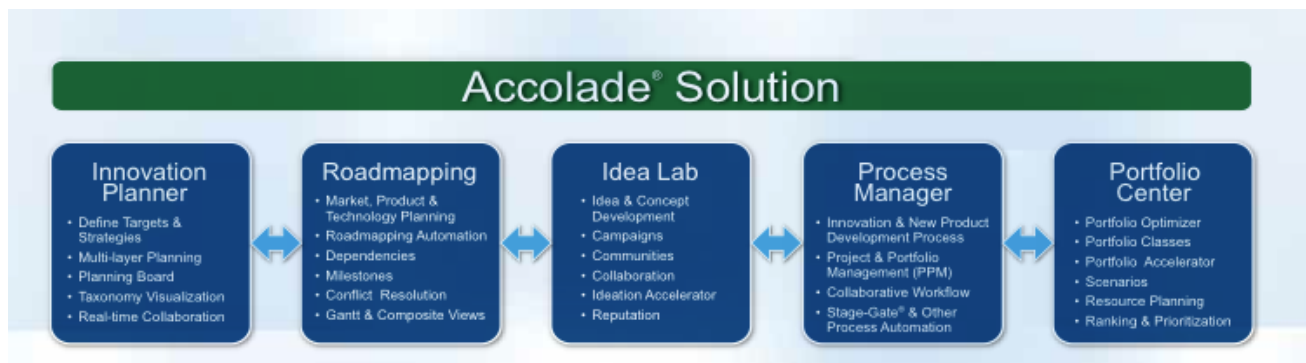 Accolade® Solution
Innovation
Planner
• Define Targets &
Strategies
• Multi-layer Planning
• Planning Board
• Taxonomy Visualization
• Real-time Collaboration
Roadmapping
• Market, Product &
Technology Planning
• Roadmapping Automation
• Dependencies
• Milestones
• Conflict Resolution
• Gantt & Composite Views
Idea Lab
• Idea & Concept
Development
• Campaigns
• Communities
• Collaboration
• Ideation Accelerator
• Reputation
Process
Manager
• Innovation & New Product
Development Process
• Project & Portfolio
Management (PPM)
• Collaborative Workflow
• Stage-Gate® & Other
Process Automation
Portfolio
Center
• Portfolio Optimizer
• Portfolio Classes
• Portfolio Accelerator
• Scenarios
• Resource Planning
• Ranking & Prioritization